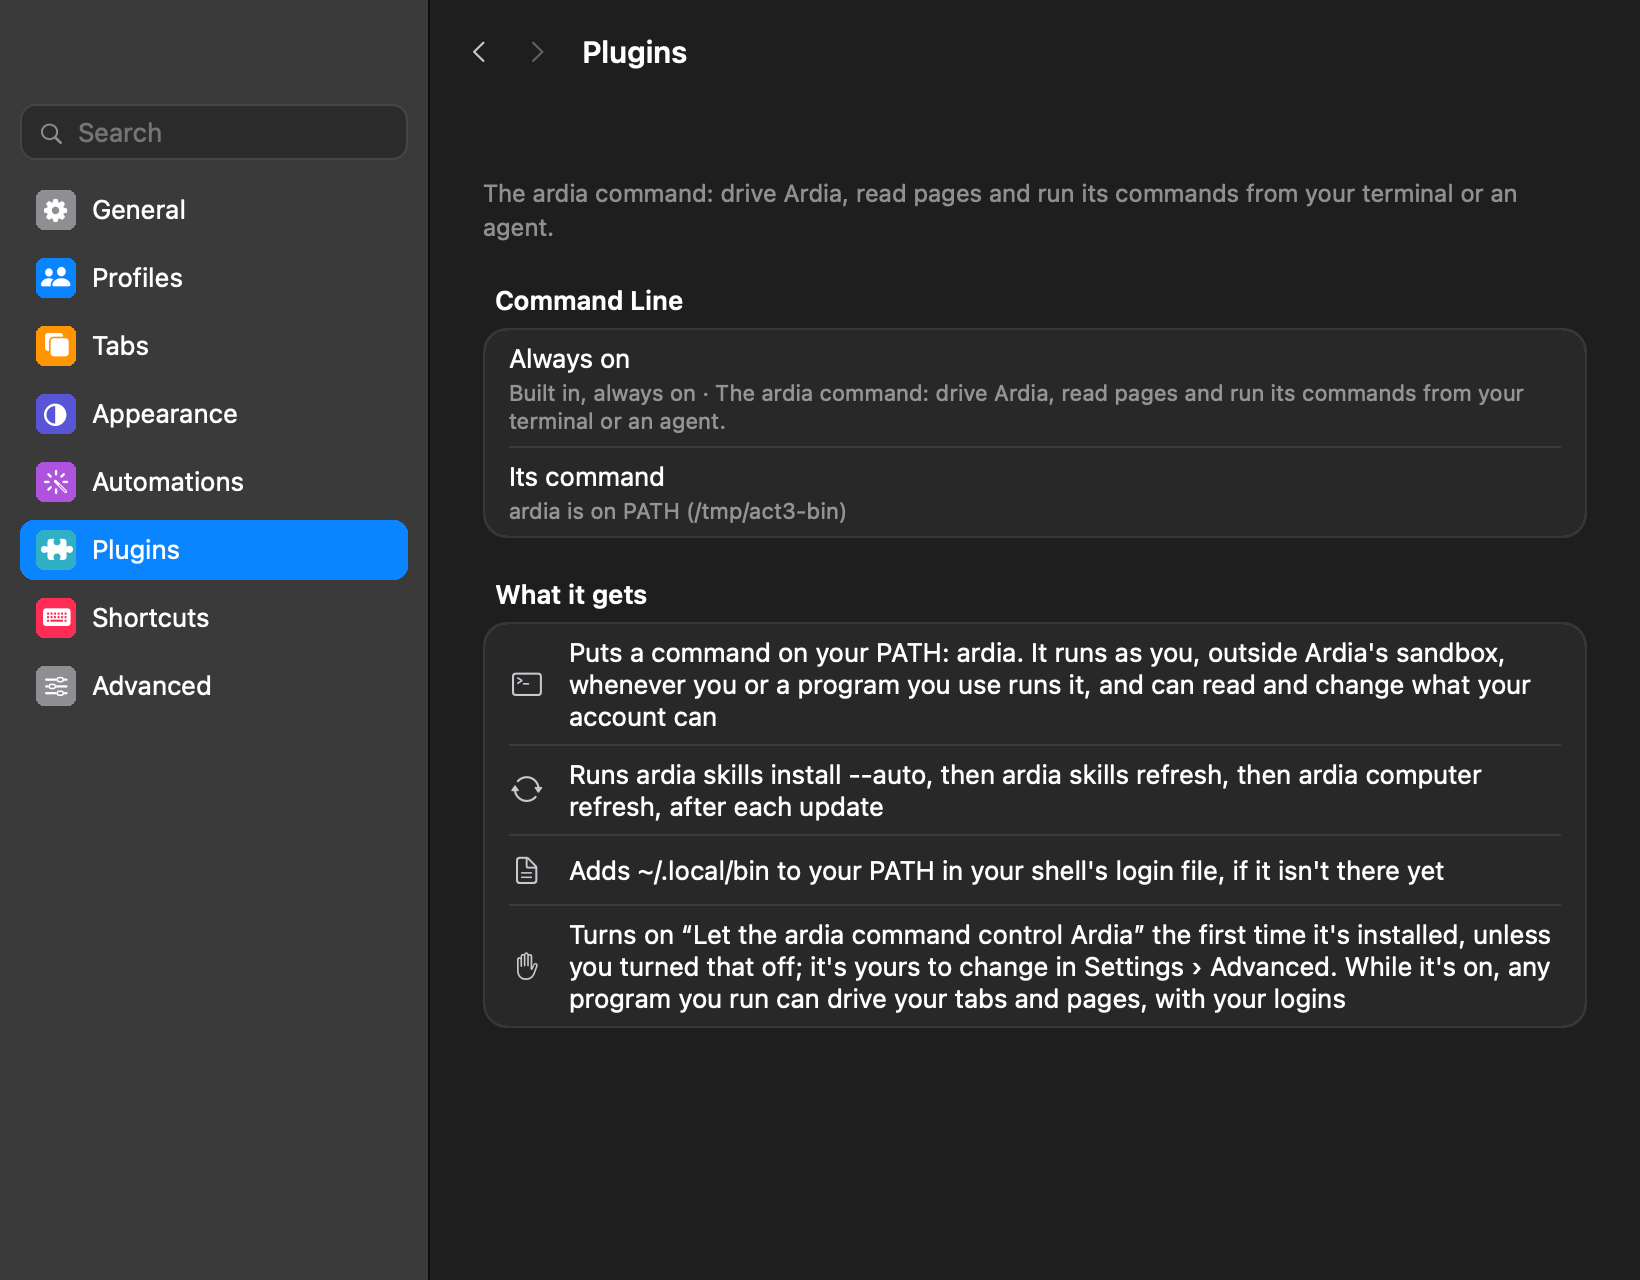 Plugins
Search
General
Profiles
Tabs
Appearance
Automations
Plugins
Shortcuts
Advanced
The ardia command: drive Ardia, read pages and run its commands from your terminal or an
agent.
Command Line
Always on
Built in, always on · The ardia command: drive Ardia, read pages and run its commands from your
terminal or an agent.
Its command
ardia is on PATH (/tmp/act3-bin)
What it gets
Puts a command on your PATH: ardia. It runs as you, outside Ardia's sandbox,
whenever you or a program you use runs it, and can read and change what your
account can
Runs ardia skills install --auto, then ardia skills refresh, then ardia computer
refresh, after each update
Adds ~/.local/bin to your PATH in your shell's login file, if it isn't there yet
Turns on “Let the ardia command control Ardia” the first time it's installed, unless
you turned that off; it's yours to change in Settings › Advanced. While it's on, any
program you run can drive your tabs and pages, with your logins